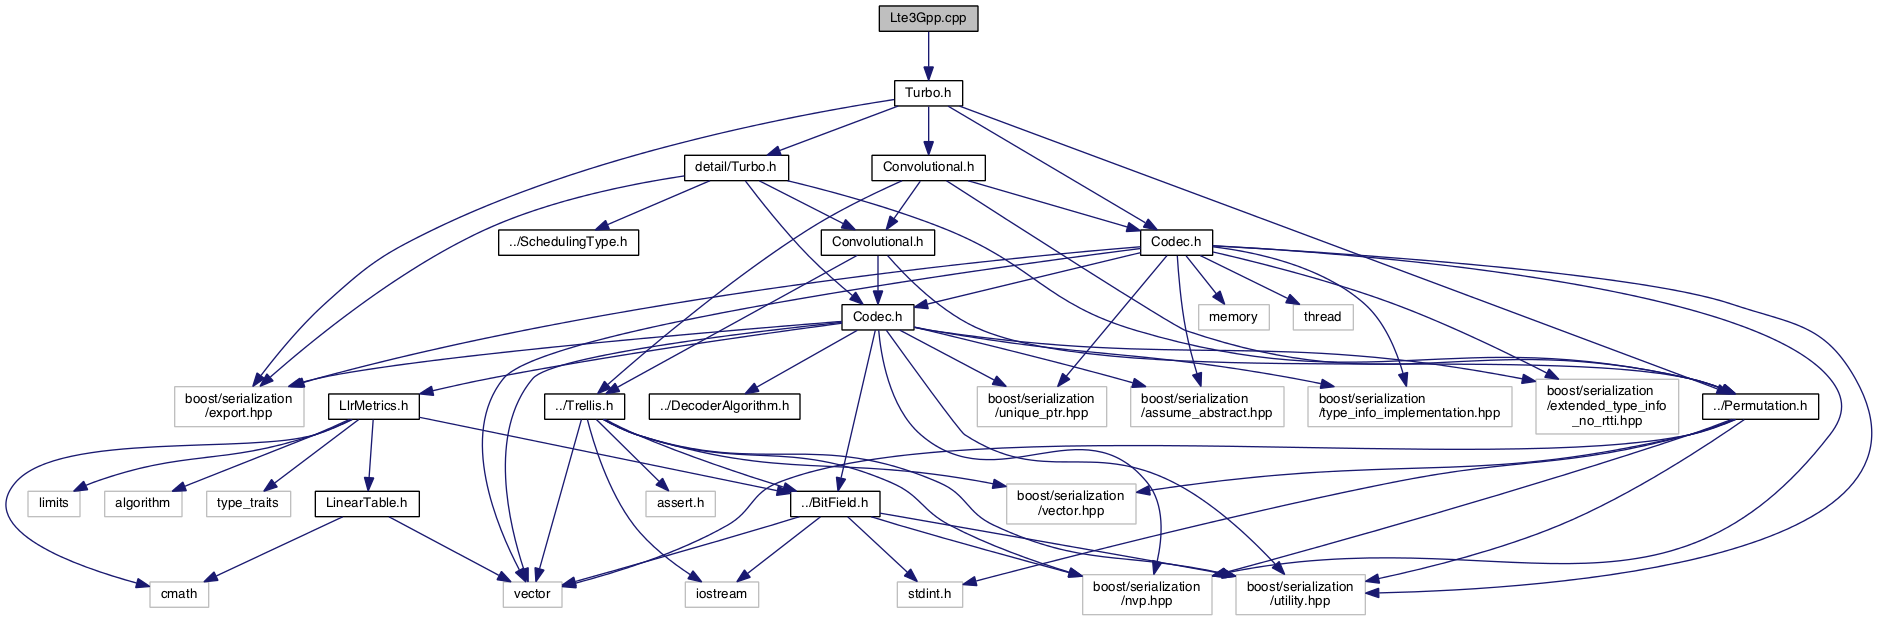 Lte3Gpp.cpp
Turbo.h
detail/Turbo.h
Convolutional.h
../SchedulingType.h
Convolutional.h
Codec.h
Codec.h
memory
thread
boost/serialization
/export.hpp
LlrMetrics.h
../Trellis.h
../DecoderAlgorithm.h
boost/serialization
/unique_ptr.hpp
boost/serialization
/assume_abstract.hpp
boost/serialization
/type_info_implementation.hpp
boost/serialization
/extended_type_info
_no_rtti.hpp
../Permutation.h
limits
algorithm
type_traits
LinearTable.h
assert.h
../BitField.h
boost/serialization
/vector.hpp
cmath
vector
iostream
stdint.h
boost/serialization
/nvp.hpp
boost/serialization
/utility.hpp